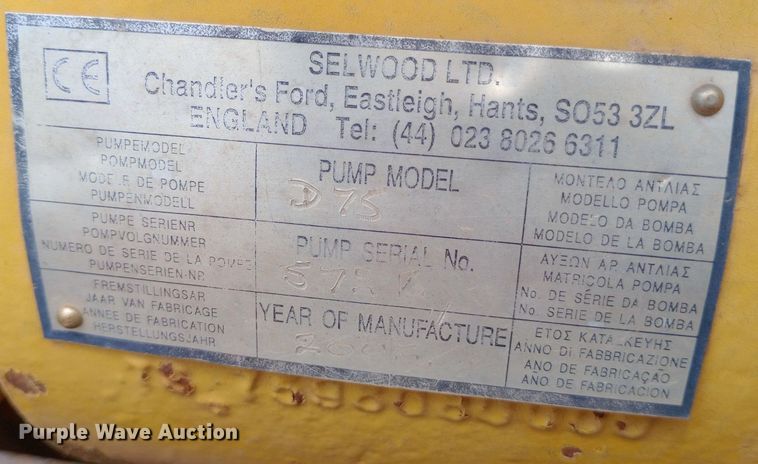 CE
SELWOOD LTD.
Chandler's Ford, Eastleigh, Hants, SO53 3ZL
ENGLAND Tel: (44) 023 8026 6311
PUMPEMODEL
POMPMODEL
MODELE DE POMPE
PUMPENMODELL
PUMP MODEL
D75
ΜΟΝΤΕΛΟ ΑΝΤΛΙΑΣ
MODELLO POMPA
MODELO DA BOMBA
MODELO DE LA BOMBA
PUMPE SERIENR
POMPVOLGNUMMER
NUMERO DE SERIE DE LA POMPE
PUMPENSERIEN-NR
PUMP SERIAL No.
ΑΥΞΩΝ ΑΡ. ΑΝΤΛΙΑΣ
MATRICOLA POMPA
No. DE SÉRIE DA BOMBA
No. SERIE DE LA BOMBA
FREMSTILLINGSAR
JAAR VAN FABRICAGE
ANNEE DE FABRICATION
HERSTELLUNGSJAHR
YEAR OF MANUFACTURE
ΕΤΟΣ ΚΑΤΑΣΚΕΥΗΣ
ANNO DI FABBRICAZIONE
ANO DE FABRICAÇÃO
ANO DE FABRICACION
Purple Wave Auction